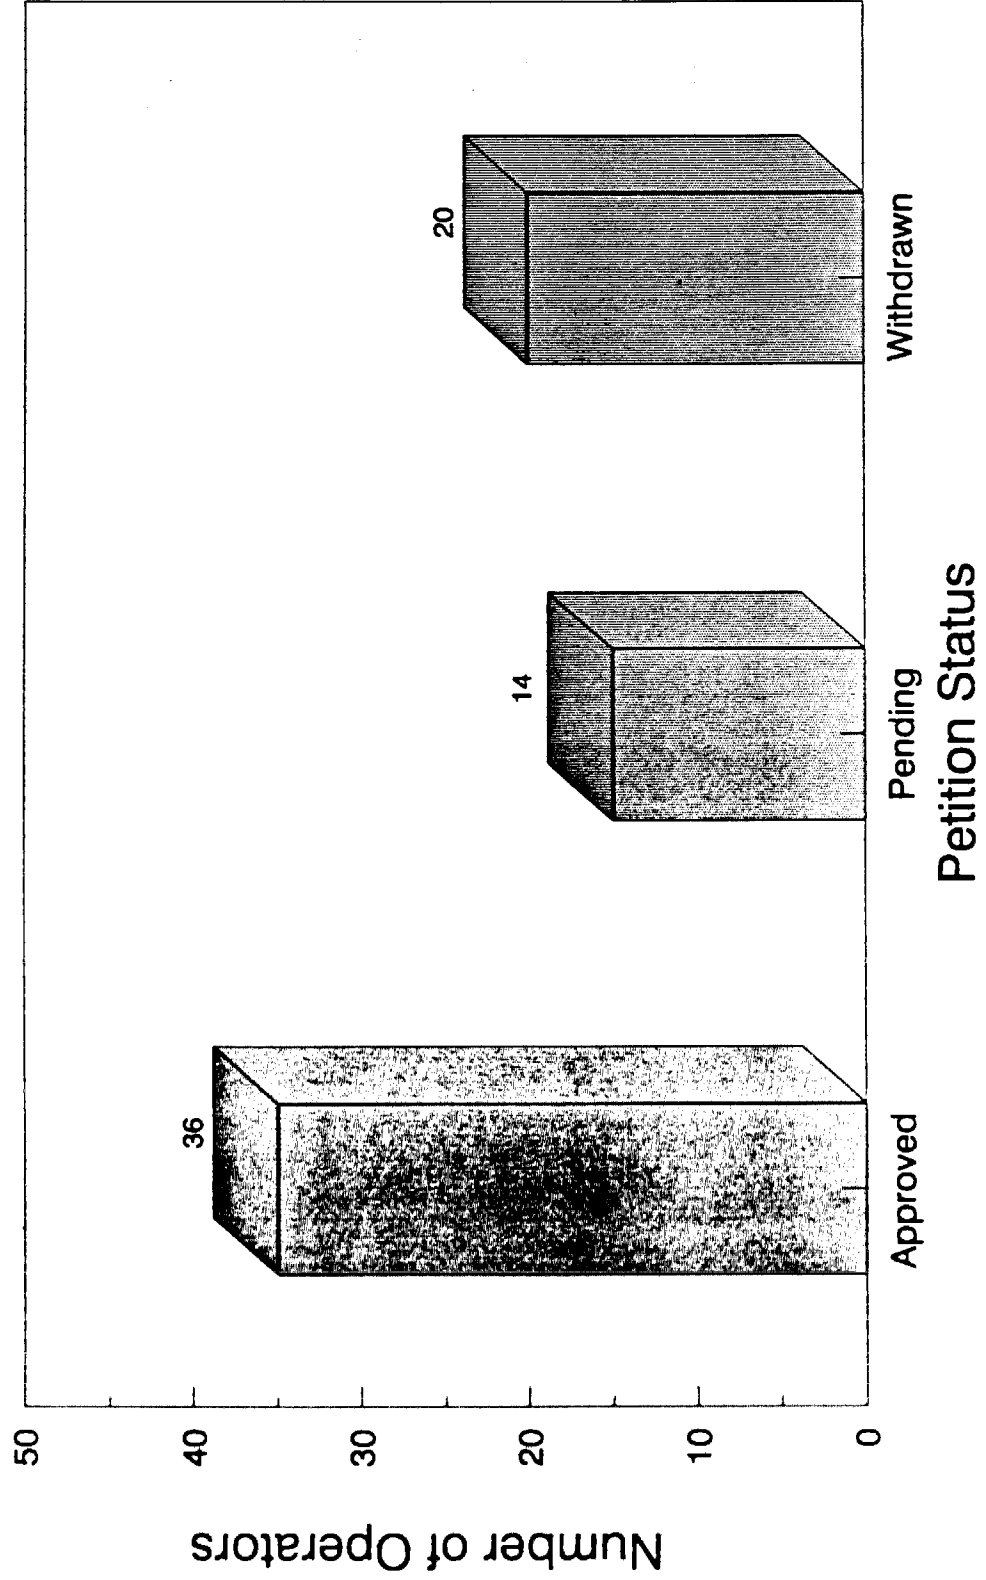 Number of Operators
50
40
30
20
10
0
36
14
20
Approved
Pending
Withdrawn
Petition Status